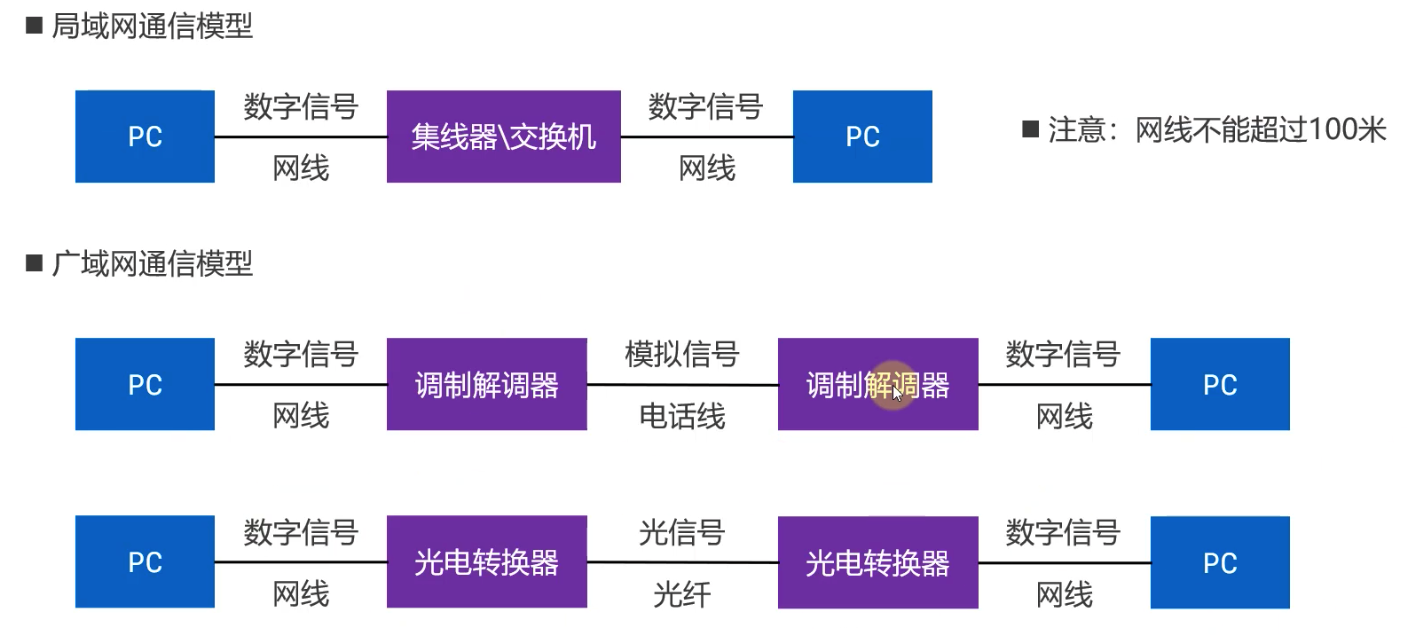 ■ 局域网通信模型
数字信号 数字信号
PC 集线器\交换机 PC ■ 注意：网线不能超过100米
网线 网线
■ 广域网通信模型
数字信号 模拟信号 数字信号
PC 调制解调器 调制解调器 PC
网线 电话线 网线
数字信号 光信号 数字信号
PC 光电转换器 光电转换器 PC
网线 光纤 网线